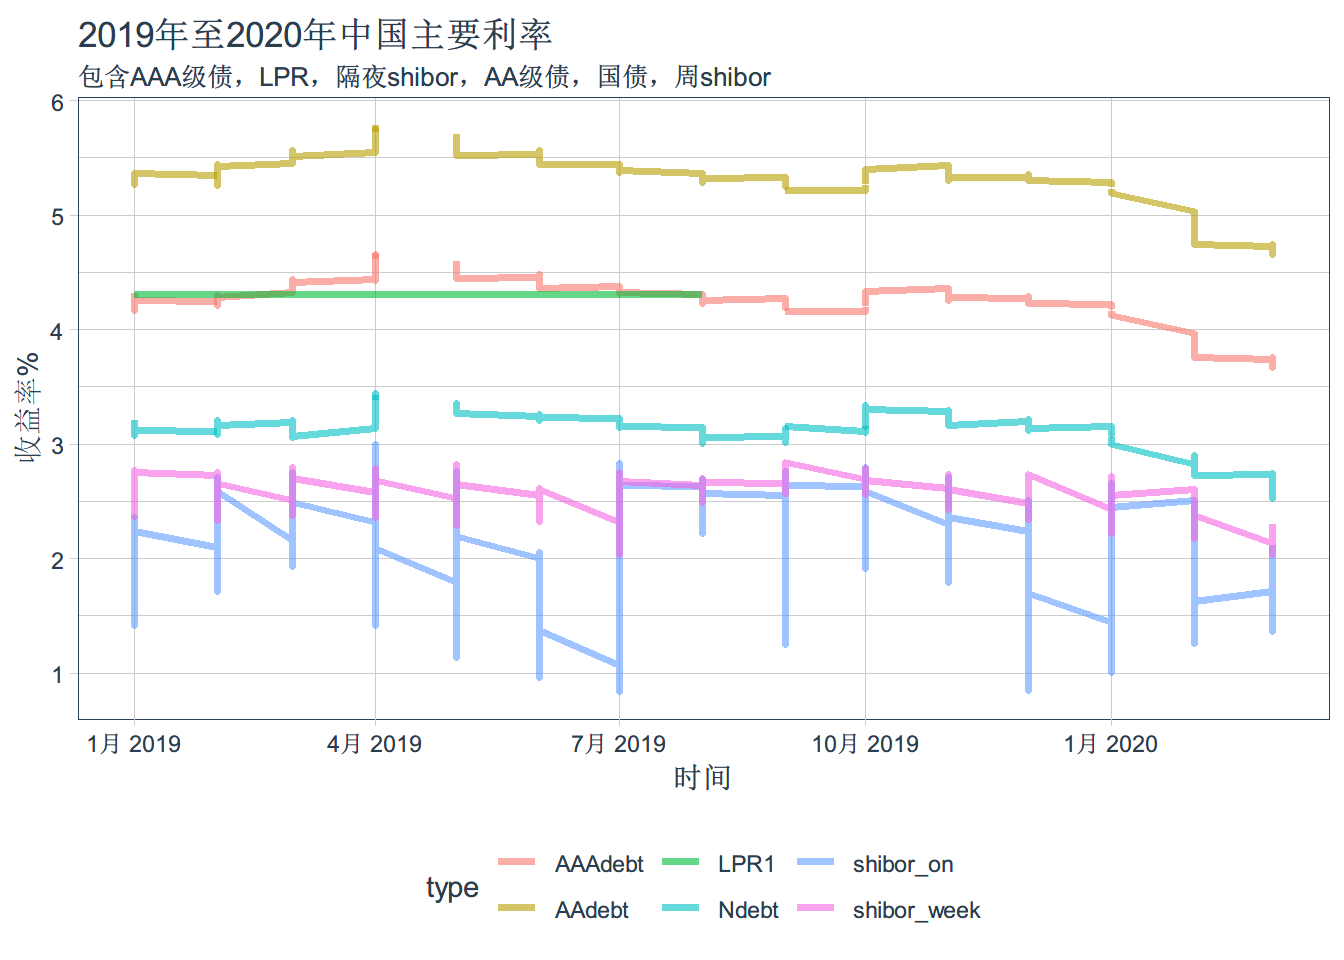 2019年至2020年中国主要利率
包含AAA级债，LPR，隔夜shibor，AA级债，国债，周shibor
6
5
4
3
2
1
收益率%
1月 2019
4月 2019
7月 2019
10月 2019
1月 2020
时间
type
AAAdebt
LPR1
shibor_on
AAdebt
Ndebt
shibor_week